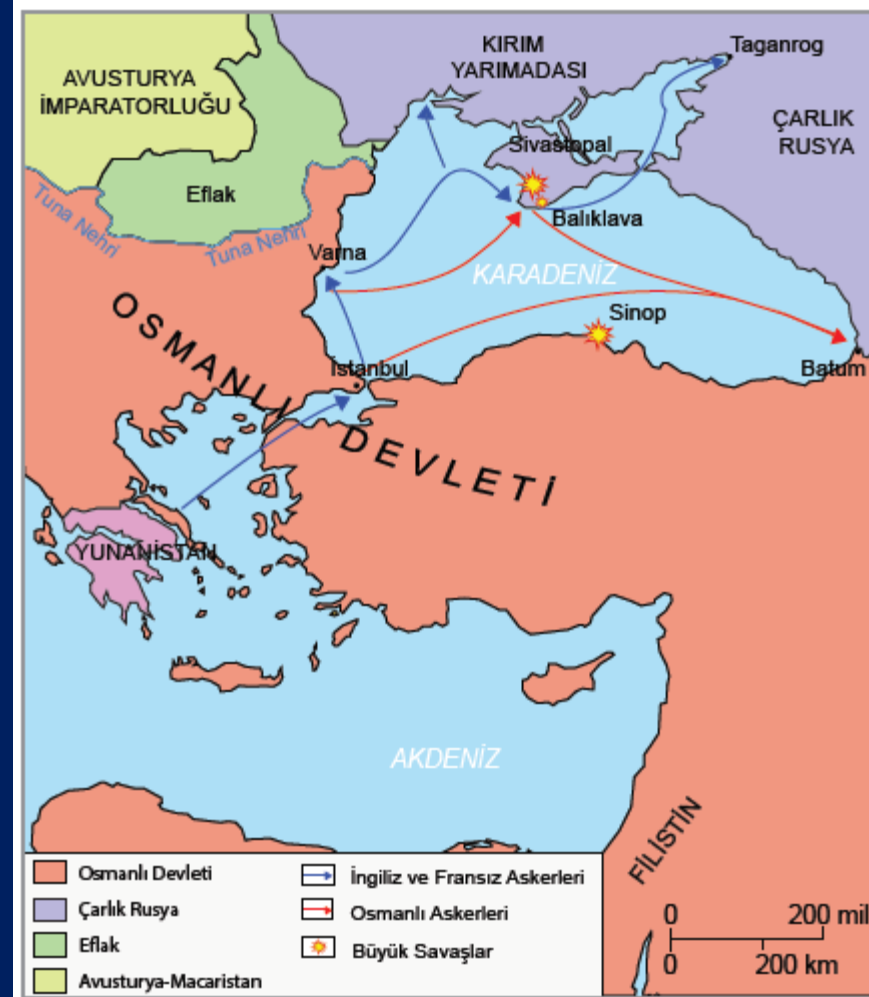 KIRIM
YARIMADASI
Taganrog
AVUSTURYA
İMPARATORLUĞU
ÇARLIK
RUSYA
Sivastopal
Eflak
Tuna Nehri
Tuna Nehri
Balıklava
Varna
KARADENİZ
Sinop
İstanbul
Batum
OSMANLI DEVLETİ
YUNANİSTAN
AKDENİZ
FİLİSTİN
Osmanlı Devleti
Çarlık Rusya
Eflak
Avusturya-Macaristan
İngiliz ve Fransız Askerleri
Osmanlı Askerleri
Büyük Savaşlar
0 200 mil
0 200 km